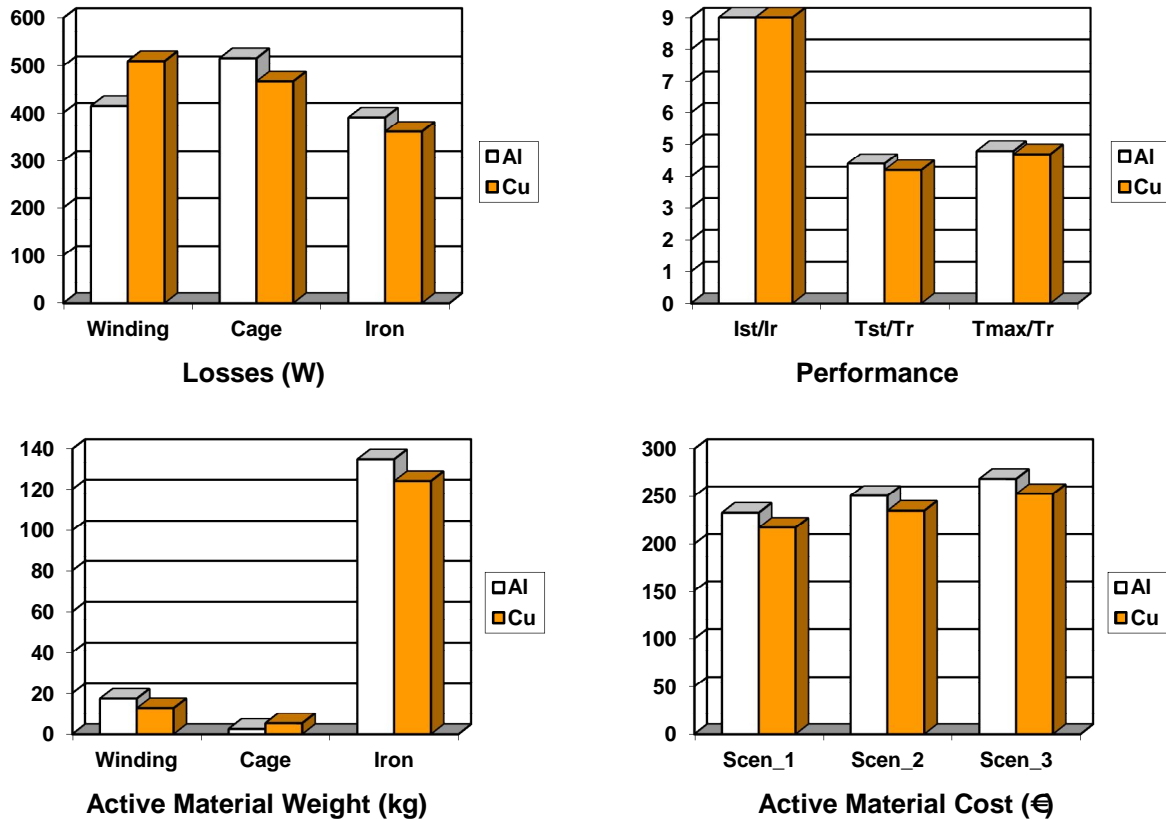 600
500
400
300
200
100
0
Winding Cage Iron
Losses (W)
Al
Cu
9
8
7
6
5
4
3
2
1
0
Ist/Ir Tst/Tr Tmax/Tr
Performance
Al
Cu
140
120
100
80
60
40
20
0
Winding Cage Iron
Active Material Weight (kg)
Al
Cu
300
250
200
150
100
50
0
Scen_1 Scen_2 Scen_3
Active Material Cost (€)
Al
Cu